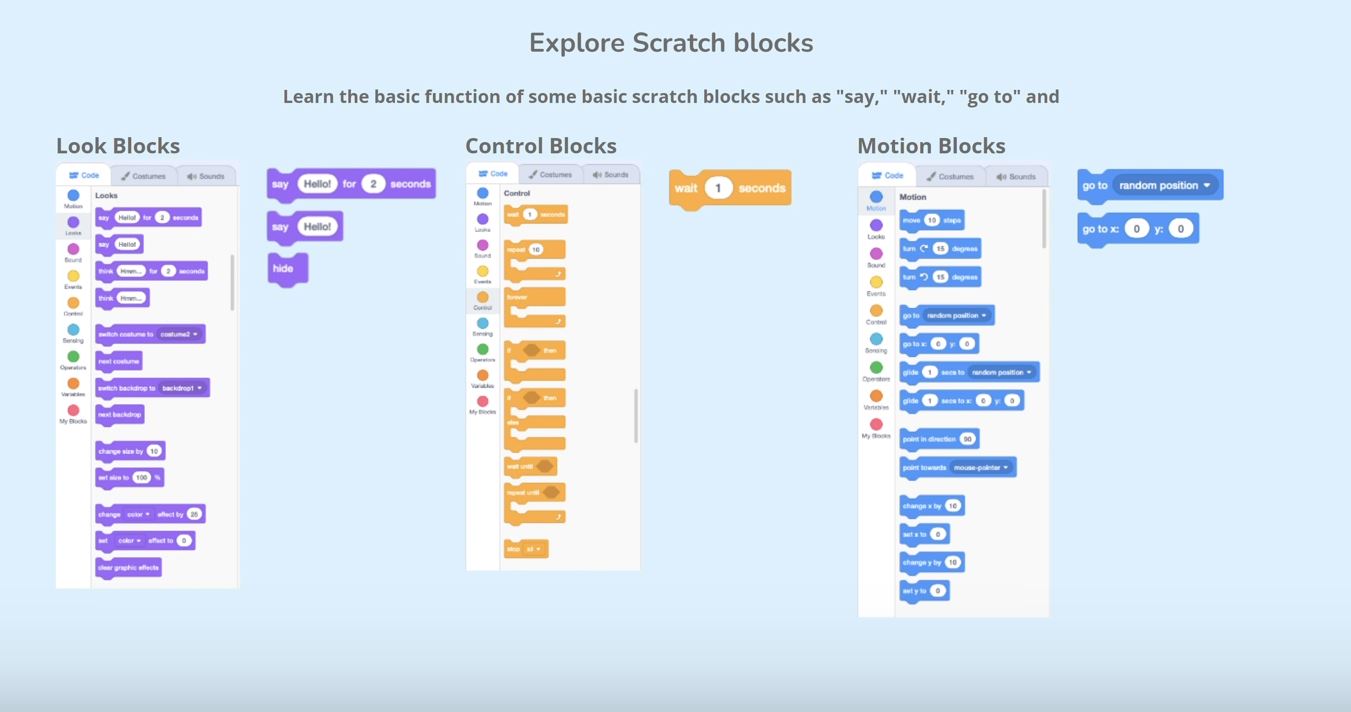 Explore Scratch blocks
Learn the basic function of some basic scratch blocks such as "say," "wait," "go to" and
Look Blocks
Code Costumes Sounds
Motion
Looks
Sound
Events
Control
Sensing
Operators
Variables
My Blocks
Looks
say Hello! for 2 seconds
say Hello!
think Hmm... for 2 seconds
think Hmm...
switch costume to costume2
next costume
switch backdrop to backdrop1
next backdrop
change size by 10
set size to 100 %
change color effect by 25
set color effect to 0
clear graphic effects
say Hello! for 2 seconds
say Hello!
hide
Control Blocks
Code Costumes Sounds
Motion
Looks
Sound
Events
Control
Sensing
Operators
Variables
My Blocks
Control
wait 1 seconds
repeat 10
forever
if then
if then
else
wait until
repeat until
stop all
wait 1 seconds
Motion Blocks
Code Costumes Sounds
Motion
Looks
Sound
Events
Control
Sensing
Operators
Variables
My Blocks
Motion
move 10 steps
turn 15 degrees
turn 15 degrees
go to random position
go to x: 0 y: 0
glide 1 secs to random position
glide 1 secs to x: 0 y: 0
point in direction 90
point towards mouse-pointer
change x by 10
set x to 0
change y by 10
set y to 0
go to random position
go to x: 0 y: 0